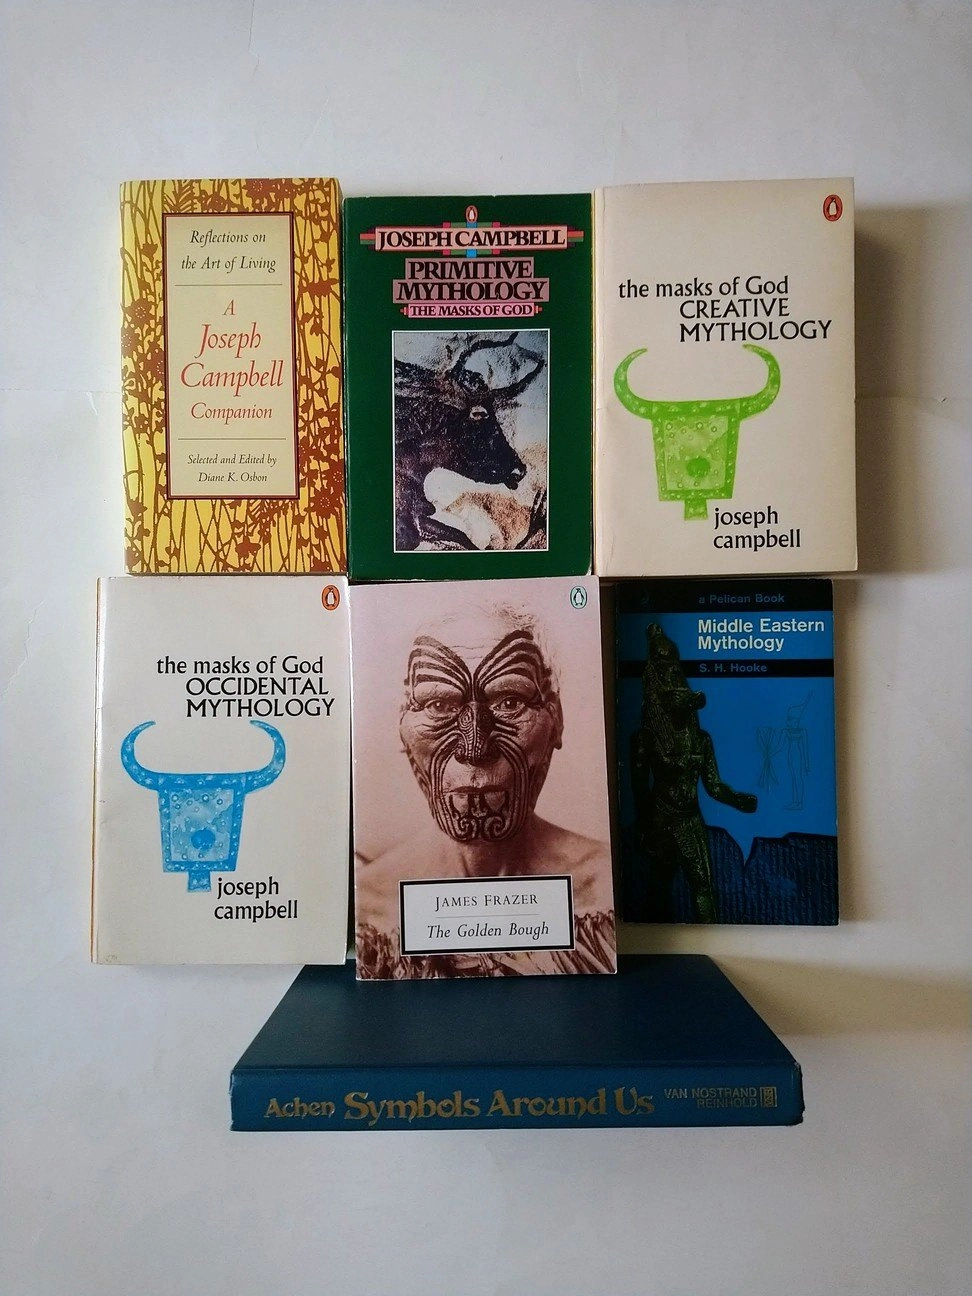 Reflections on
the Art of Living
A
Joseph
Campbell
Companion
Selected and Edited by
Diane K. Osbon
JOSEPH CAMPBELL
PRIMITIVE
MYTHOLOGY
THE MASKS OF GOD
the masks of God
CREATIVE
MYTHOLOGY
joseph
campbell
the masks of God
OCCIDENTAL
MYTHOLOGY
joseph
campbell
JAMES FRAZER
The Golden Bough
a Pelican Book
Middle Eastern
Mythology
S. H. Hooke
Achen Symbols Around Us VAN NOSTRAND
REINHOLD